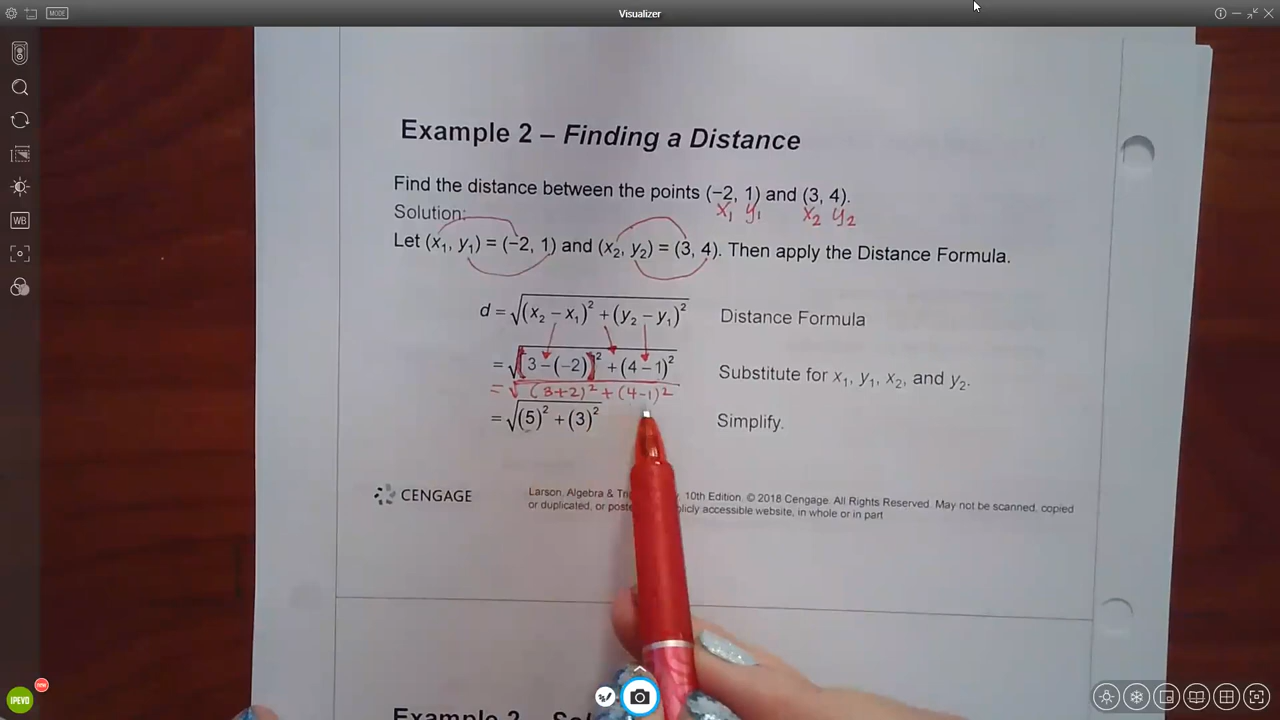 MODE
Visualizer
Example 2 – Finding a Distance
Find the distance between the points (−2, 1) and (3, 4).
x₁ y₁ x₂ y₂
Solution:
Let (x₁, y₁) = (−2, 1) and (x₂, y₂) = (3, 4). Then apply the Distance Formula.
d = √(x₂ − x₁)² + (y₂ − y₁)² Distance Formula
= √[3 − (−2)]² + (4 − 1)² Substitute for x₁, y₁, x₂, and y₂.
= √(3+2)² + (4-1)²
= √(5)² + (3)² Simplify.
CENGAGE
Larson, Algebra & 10th Edition. © 2018 Cengage. All Rights Reserved. May not be scanned, copied
or duplicated, or accessible website, in whole or in part
WB
IPEVO
new
Example